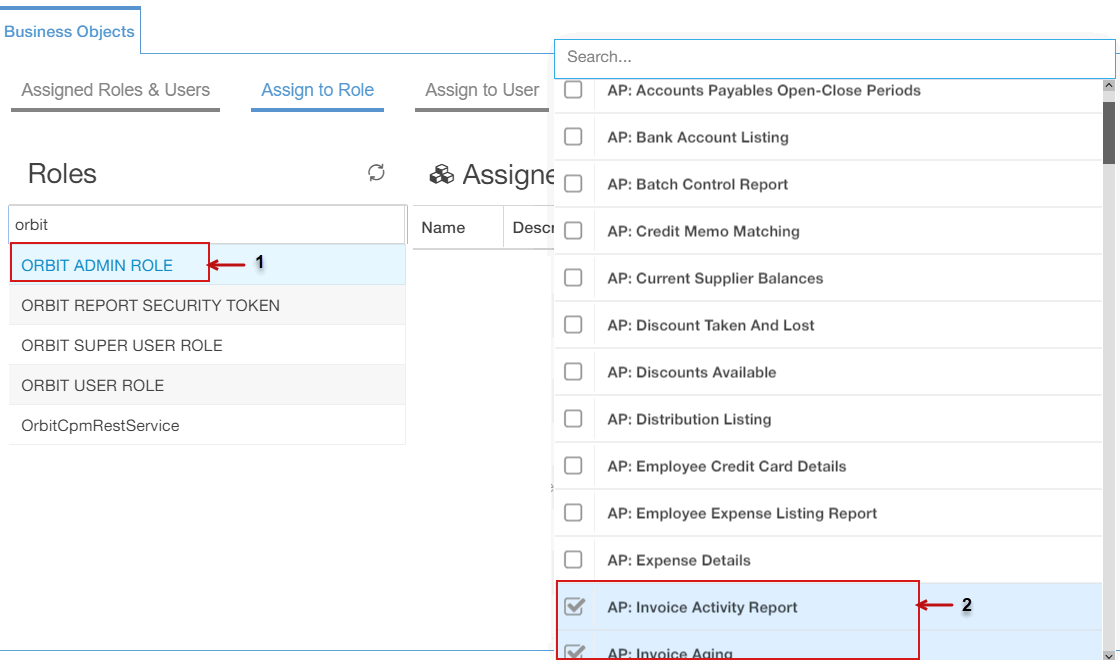 Business Objects
Search...
Assigned Roles & Users
Assign to Role
Assign to User
Roles
Assigne
orbit
Name
Descr
ORBIT ADMIN ROLE
1
ORBIT REPORT SECURITY TOKEN
ORBIT SUPER USER ROLE
ORBIT USER ROLE
OrbitCpmRestService
AP: Accounts Payables Open-Close Periods
AP: Bank Account Listing
AP: Batch Control Report
AP: Credit Memo Matching
AP: Current Supplier Balances
AP: Discount Taken And Lost
AP: Discounts Available
AP: Distribution Listing
AP: Employee Credit Card Details
AP: Employee Expense Listing Report
AP: Expense Details
AP: Invoice Activity Report
2
AP: Invoice Aging